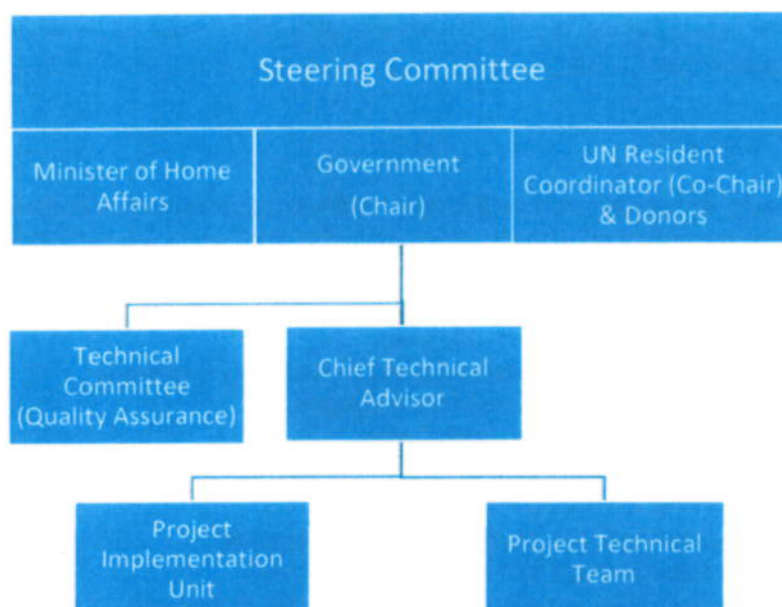 Steering Committee
Minister of Home
Affairs
Government
(Chair)
UN Resident
Coordinator (Co-Chair)
& Donors
Technical
Committee
(Quality Assurance)
Chief Technical
Advisor
Project
Implementation
Unit
Project Technical
Team